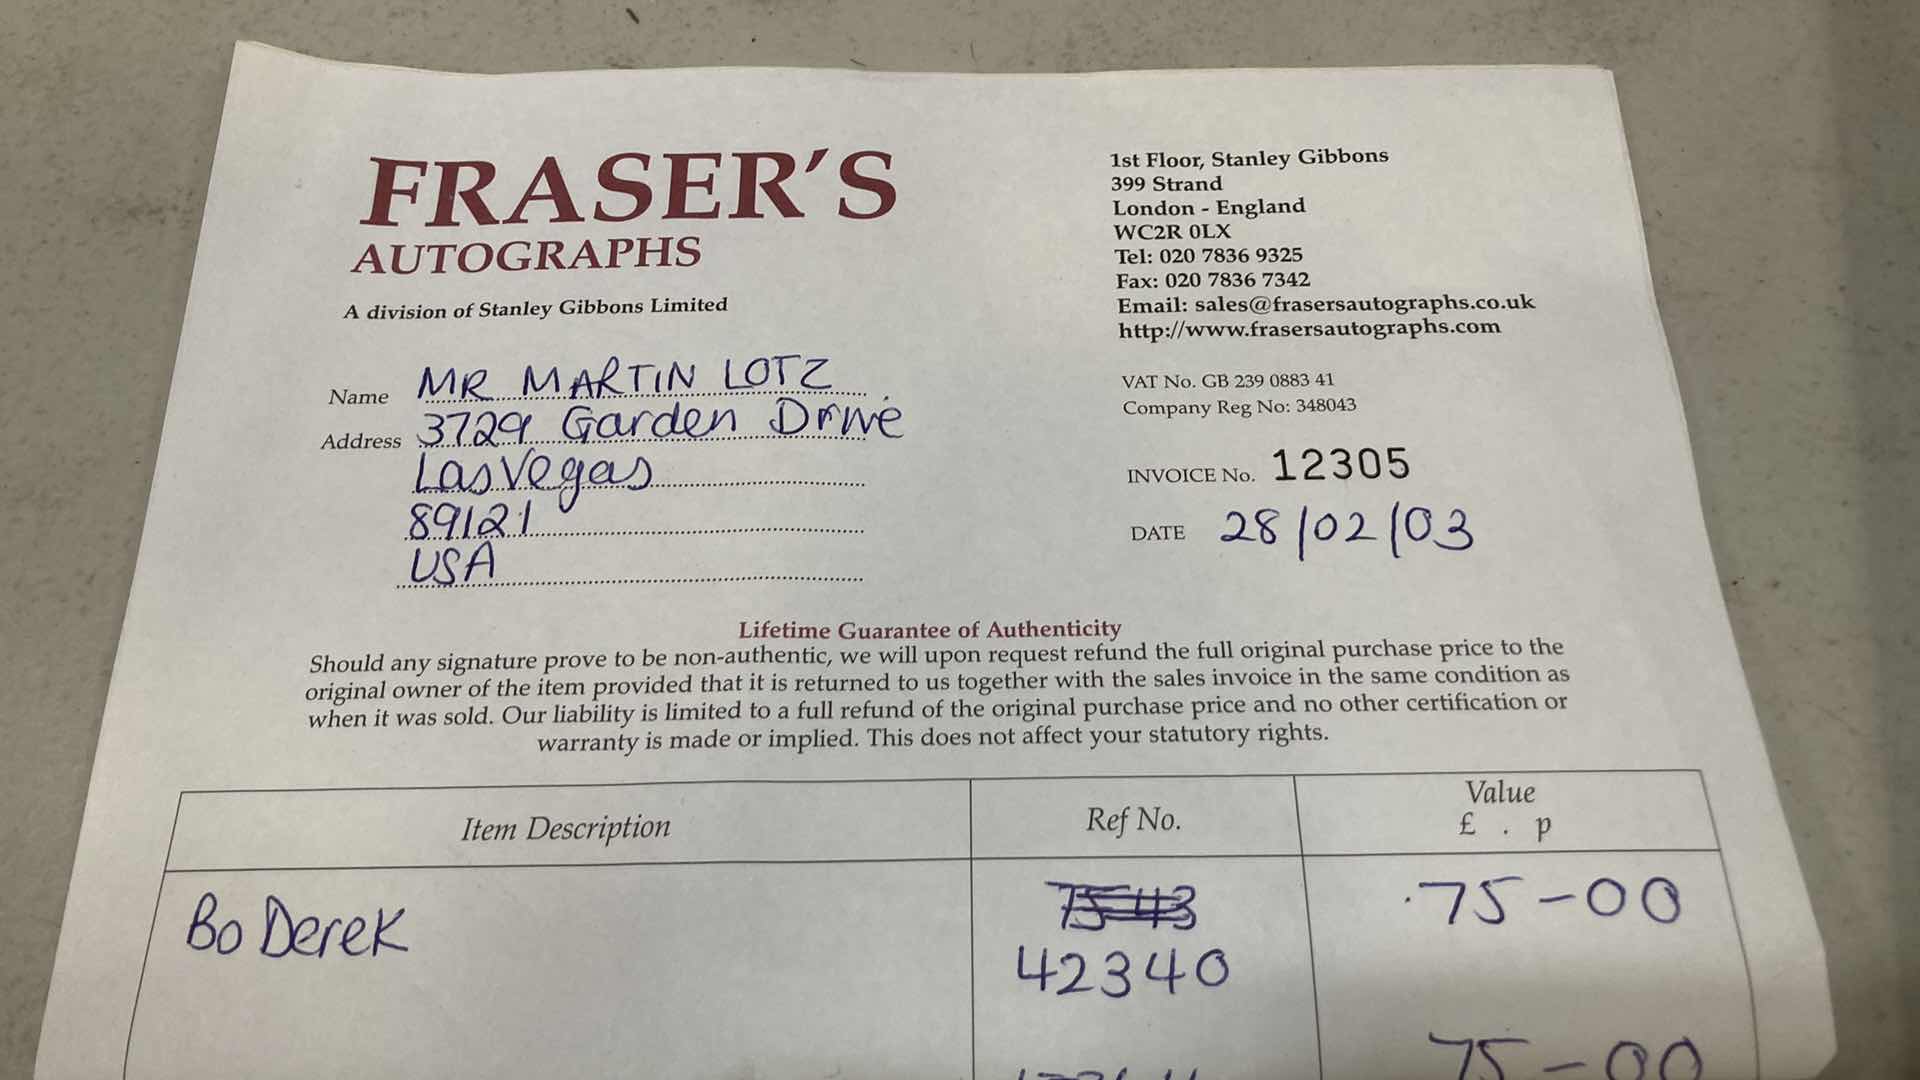 FRASER'S
AUTOGRAPHS
A division of Stanley Gibbons Limited
1st Floor, Stanley Gibbons
399 Strand
London - England
WC2R 0LX
Tel: 020 7836 9325
Fax: 020 7836 7342
Email: sales@frasersautographs.co.uk
http://www.frasersautographs.com
VAT No. GB 239 0883 41
Company Reg No: 348043
INVOICE No. 12305
DATE 28/02/03
Name MR MARTIN LOTZ
Address 3729 Garden Drive
Las Vegas
89121
USA
Lifetime Guarantee of Authenticity
Should any signature prove to be non-authentic, we will upon request refund the full original purchase price to the
original owner of the item provided that it is returned to us together with the sales invoice in the same condition as
when it was sold. Our liability is limited to a full refund of the original purchase price and no other certification or
warranty is made or implied. This does not affect your statutory rights.
Item Description Ref No. Value
£ . p
Bo Derek 7543 75-00
42340
75-00